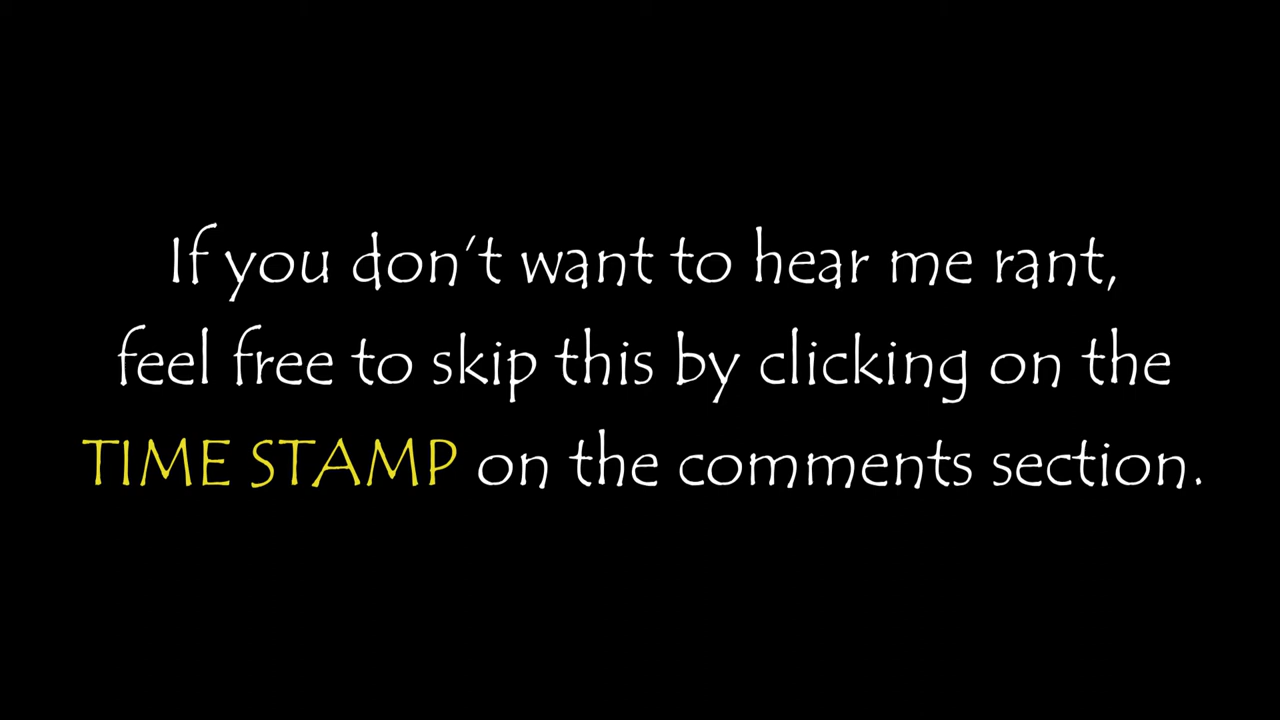 If you don't want to hear me rant,
feel free to skip this by clicking on the
TIME STAMP on the comments section.